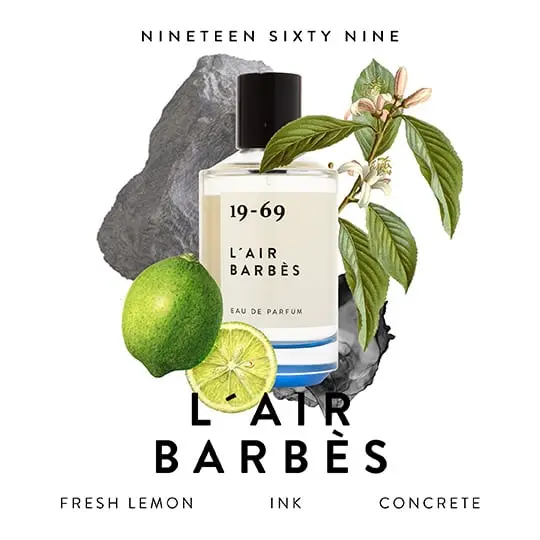 NINETEEN SIXTY NINE
19-69
L´AIR
BARBÈS
EAU DE PARFUM
L´AIR
BARBÈS
FRESH LEMON INK CONCRETE